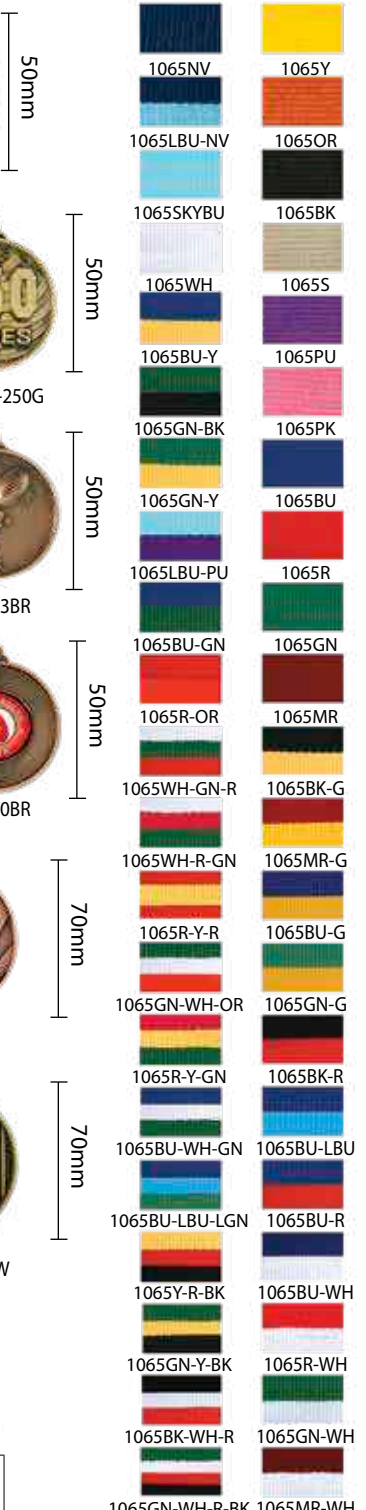 50mm
50mm
ES
-250G
50mm
3BR
50mm
0BR
70mm
70mm
W
1065NV 1065Y
1065LBU-NV 1065OR
1065SKYBU 1065BK
1065WH 1065S
1065BU-Y 1065PU
1065GN-BK 1065PK
1065GN-Y 1065BU
1065LBU-PU 1065R
1065BU-GN 1065GN
1065R-OR 1065MR
1065WH-GN-R 1065BK-G
1065WH-R-GN 1065MR-G
1065R-Y-R 1065BU-G
1065GN-WH-OR 1065GN-G
1065R-Y-GN 1065BK-R
1065BU-WH-GN 1065BU-LBU
1065BU-LBU-LGN 1065BU-R
1065Y-R-BK 1065BU-WH
1065GN-Y-BK 1065R-WH
1065BK-WH-R 1065GN-WH
1065GN-WH-R-BK 1065MR-WH